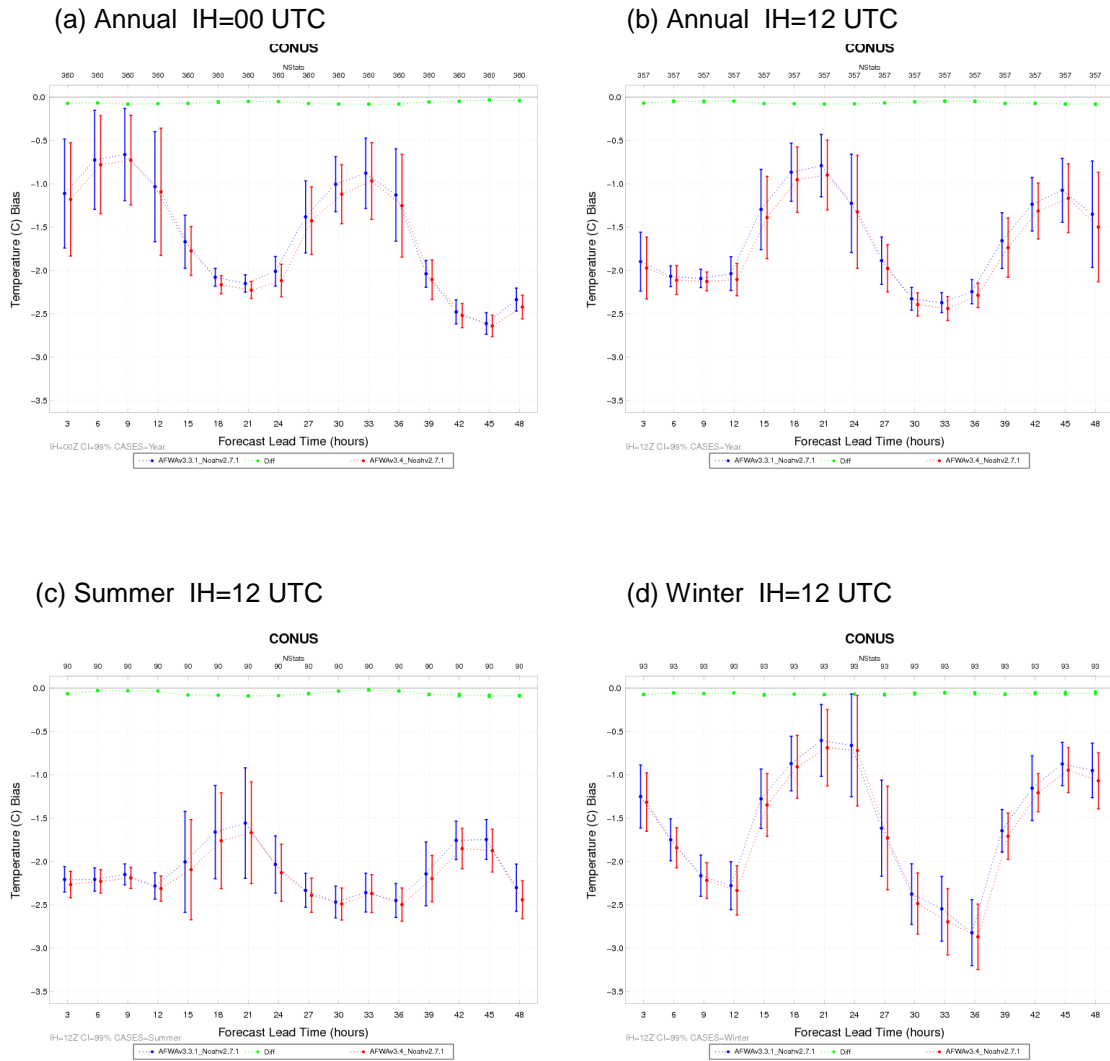 (a) Annual IH=00 UTC
CONUS
NStats
360 360 360 360 360 360 360 360 360 360 360 360 360 360 360 360
0.0
−0.5
−1.0
−1.5
−2.0
−2.5
−3.0
−3.5
Temperature (C) Bias
3 6 9 12 15 18 21 24 27 30 33 36 39 42 45 48
Forecast Lead Time (hours)
IH=00Z CI=99% CASES=Year
AFWAv3.3.1_Noahv2.7.1 Diff AFWAv3.4_Noahv2.7.1
(b) Annual IH=12 UTC
CONUS
NStats
357 357 357 357 357 357 357 357 357 357 357 357 357 357 357 357
0.0
−0.5
−1.0
−1.5
−2.0
−2.5
−3.0
−3.5
Temperature (C) Bias
3 6 9 12 15 18 21 24 27 30 33 36 39 42 45 48
Forecast Lead Time (hours)
IH=12Z CI=99% CASES=Year
AFWAv3.3.1_Noahv2.7.1 Diff AFWAv3.4_Noahv2.7.1
(c) Summer IH=12 UTC
CONUS
NStats
90 90 90 90 90 90 90 90 90 90 90 90 90 90 90 90
0.0
−0.5
−1.0
−1.5
−2.0
−2.5
−3.0
−3.5
Temperature (C) Bias
3 6 9 12 15 18 21 24 27 30 33 36 39 42 45 48
Forecast Lead Time (hours)
IH=12Z CI=99% CASES=Summer
AFWAv3.3.1_Noahv2.7.1 Diff AFWAv3.4_Noahv2.7.1
(d) Winter IH=12 UTC
CONUS
NStats
93 93 93 93 93 93 93 93 93 93 93 93 93 93 93 93
0.0
−0.5
−1.0
−1.5
−2.0
−2.5
−3.0
−3.5
Temperature (C) Bias
3 6 9 12 15 18 21 24 27 30 33 36 39 42 45 48
Forecast Lead Time (hours)
IH=12Z CI=99% CASES=Winter
AFWAv3.3.1_Noahv2.7.1 Diff AFWAv3.4_Noahv2.7.1